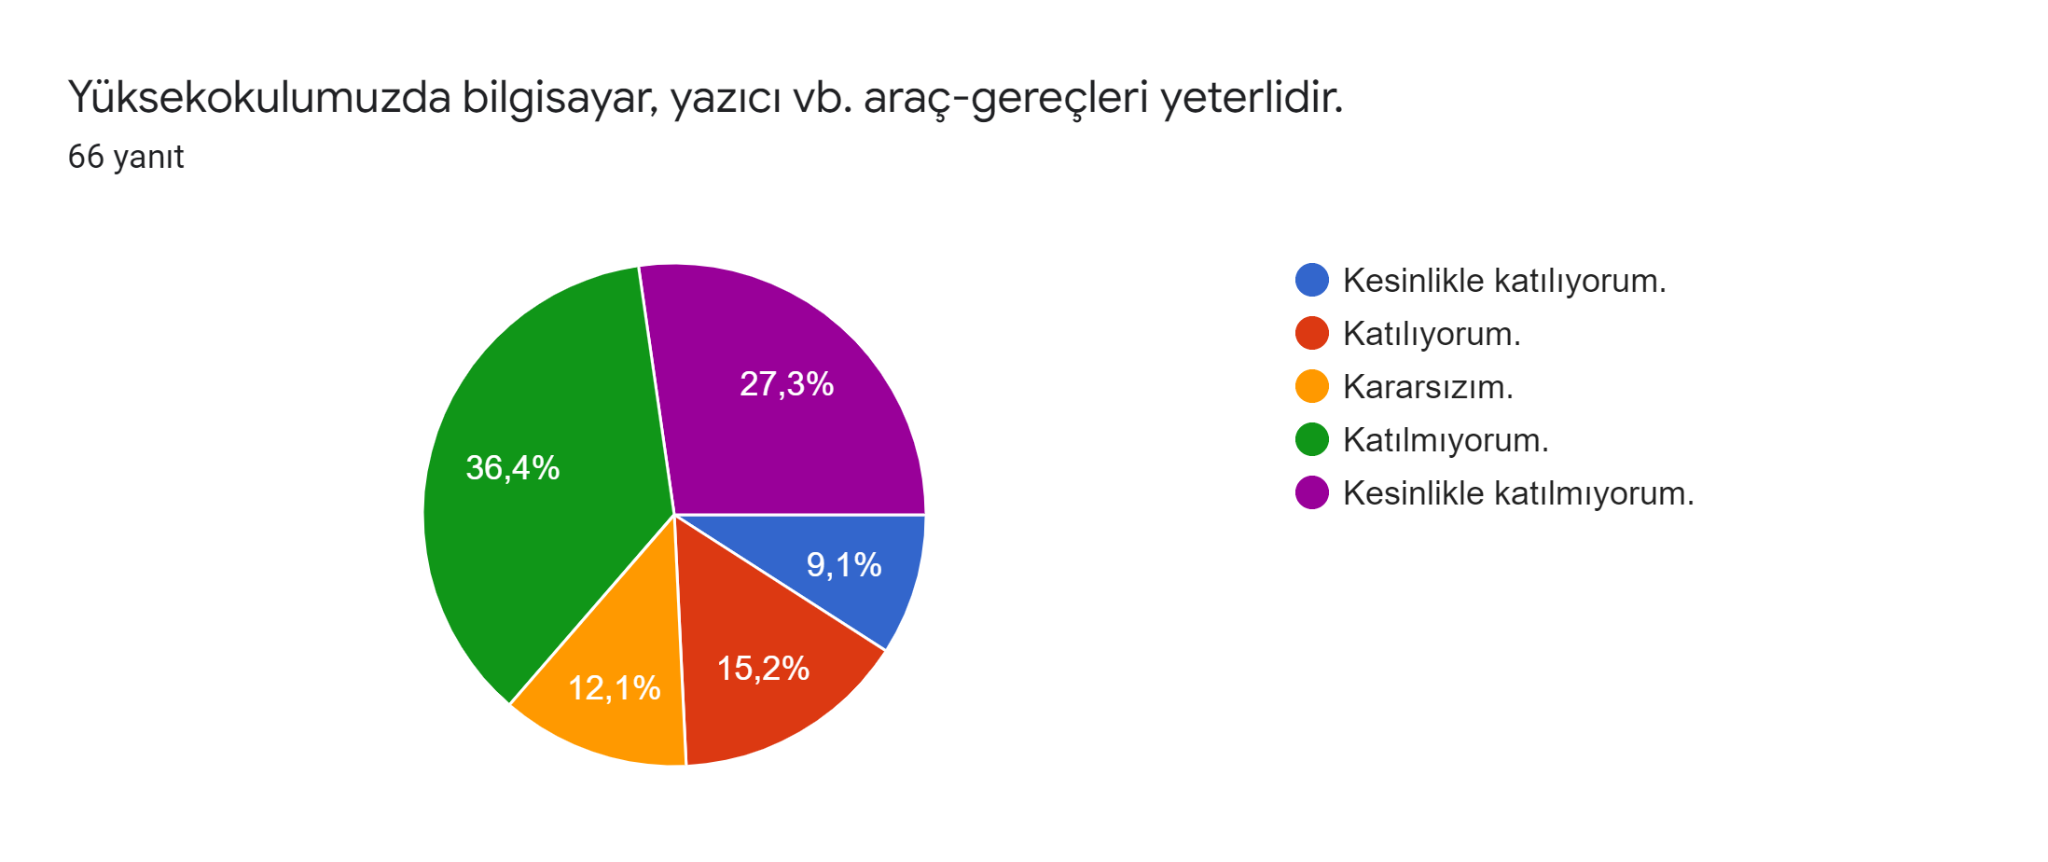 Yüksekokulumuzda bilgisayar, yazıcı vb. araç-gereçleri yeterlidir.
66 yanıt
Kesinlikle katılıyorum.
Katılıyorum.
Kararsızım.
Katılmıyorum.
Kesinlikle katılmıyorum.
27,3%
36,4%
9,1%
15,2%
12,1%